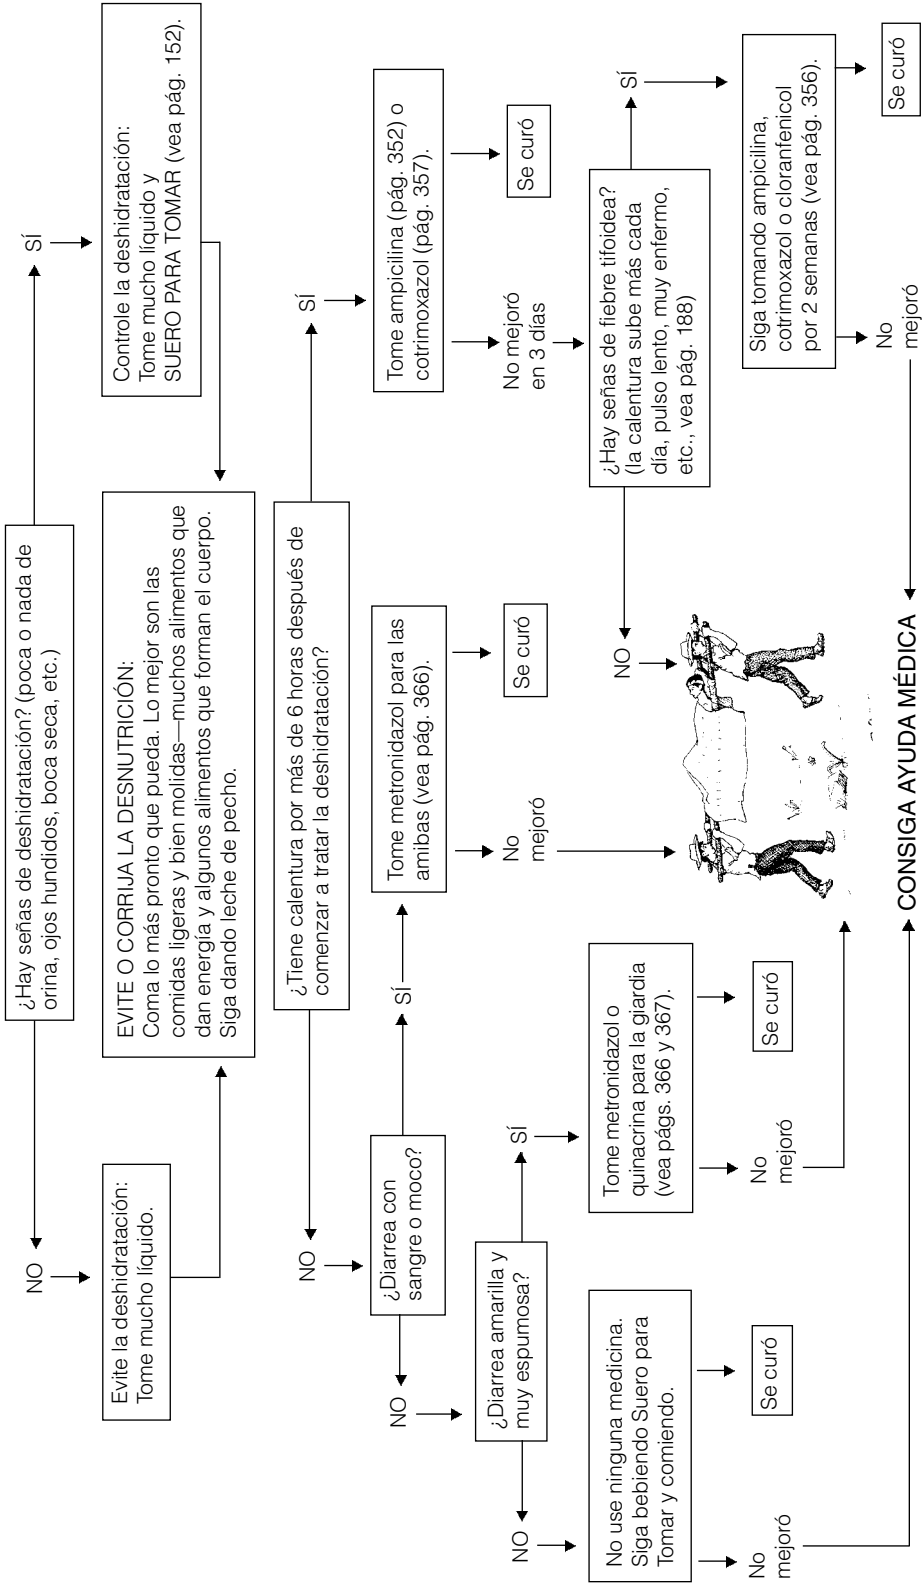 ¿Hay señas de deshidratación? (poca o nada de
orina, ojos hundidos, boca seca, etc.)
NO
SÍ
Evite la deshidratación:
Tome mucho líquido.
Controle la deshidratación:
Tome mucho líquido y
SUERO PARA TOMAR (vea pág. 152).
EVITE O CORRIJA LA DESNUTRICIÓN:
Coma lo más pronto que pueda. Lo mejor son las
comidas ligeras y bien molidas—muchos alimentos que
dan energía y algunos alimentos que forman el cuerpo.
Siga dando leche de pecho.
¿Tiene calentura por más de 6 horas después de
comenzar a tratar la deshidratación?
NO
SÍ
¿Diarrea con
sangre o moco?
SÍ
Tome metronidazol para las
amibas (vea pág. 366).
Tome ampicilina (pág. 352) o
cotrimoxazol (pág. 357).
NO
No
mejoró
Se curó
No mejoró
en 3 días
Se curó
¿Diarrea amarilla y
muy espumosa?
NO
SÍ
¿Hay señas de fiebre tifoidea?
(la calentura sube más cada
día, pulso lento, muy enfermo,
etc., vea pág. 188)
NO
SÍ
No use ninguna medicina.
Siga bebiendo Suero para
Tomar y comiendo.
Tome metronidazol o
quinacrina para la giardia
(vea págs. 366 y 367).
Siga tomando ampicilina,
cotrimoxazol o cloranfenicol
por 2 semanas (vea pág. 356).
No
mejoró
Se curó
No
mejoró
Se curó
No
mejoró
Se curó
CONSIGA AYUDA MÉDICA